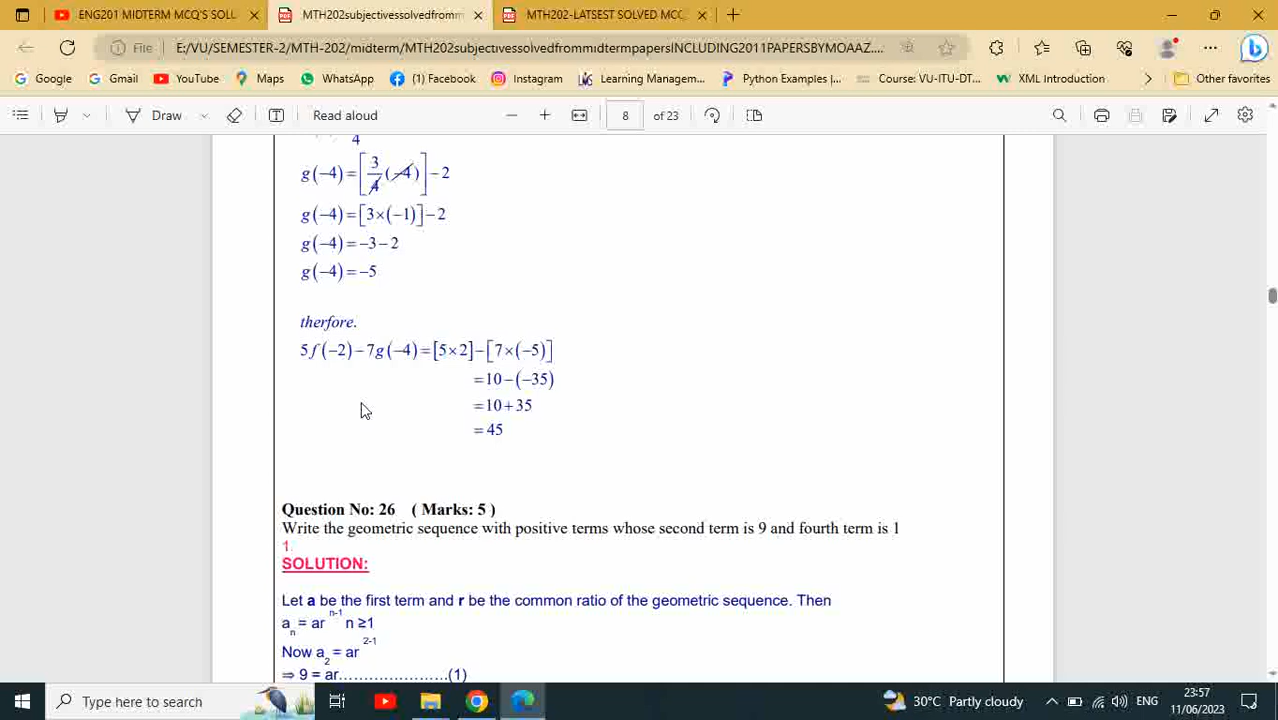 ENG201 MIDTERM MCQ'S SOLU
MTH202subjectivessolvedfrommi
MTH202-LATSEST SOLVED MCQ
File E:/VU/SEMESTER-2/MTH-202/midterm/MTH202subjectivessolvedfrommidtermpapersINCLUDING2011PAPERSBYMOAAZ....
Google Gmail YouTube Maps WhatsApp (1) Facebook Instagram Learning Managem... Python Examples |... Course: VU-ITU-DT... XML Introduction Other favorites
Draw Read aloud 8 of 23
4
g(−4) = [3/4 (−4)] − 2
g(−4) = [3×(−1)] − 2
g(−4) = −3 − 2
g(−4) = −5
therfore.
5f(−2) − 7g(−4) = [5×2] − [7×(−5)]
= 10 − (−35)
= 10 + 35
= 45
Question No: 26 ( Marks: 5 )
Write the geometric sequence with positive terms whose second term is 9 and fourth term is 1
1.
SOLUTION:
Let a be the first term and r be the common ratio of the geometric sequence. Then
aₙ = ar ⁿ⁻¹ n ≥1
Now a₂ = ar ²⁻¹
⇒ 9 = ar……………………(1)
Type here to search
30°C Partly cloudy
ENG
23:57
11/06/2023